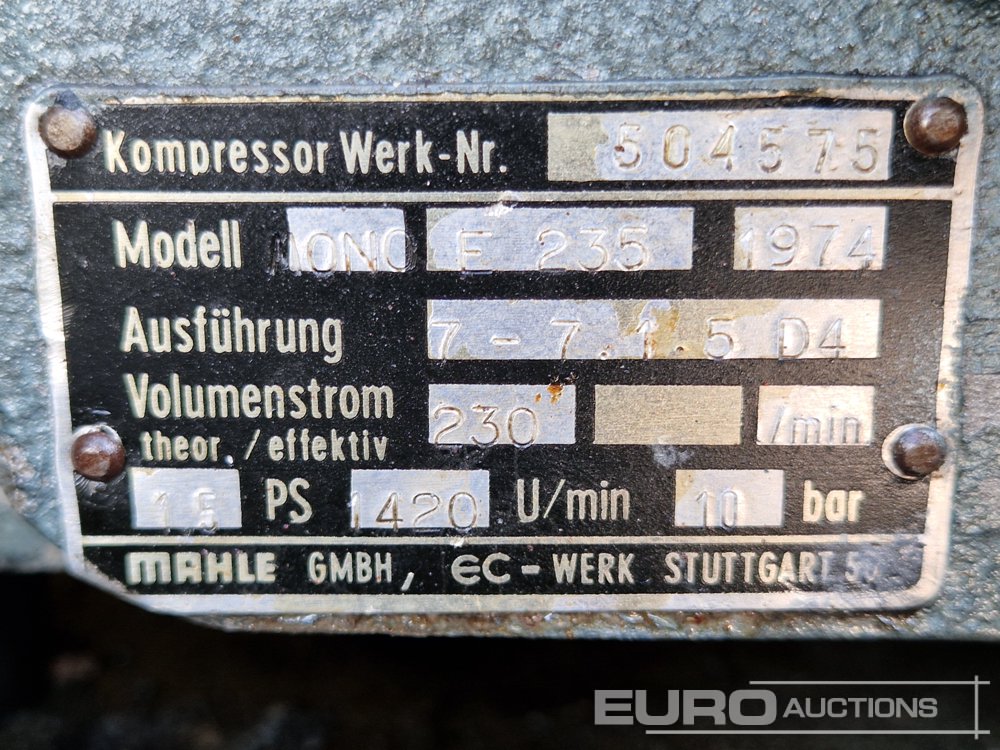 Kompressor Werk-Nr. 504575
Modell MONO E 235 1974
Ausführung 7-7.1.5 D4
Volumenstrom 230 /min
theor./effektiv
15 PS 1420 U/min 10 bar
MAHLE GMBH, EC-WERK STUTTGART
EURO AUCTIONS